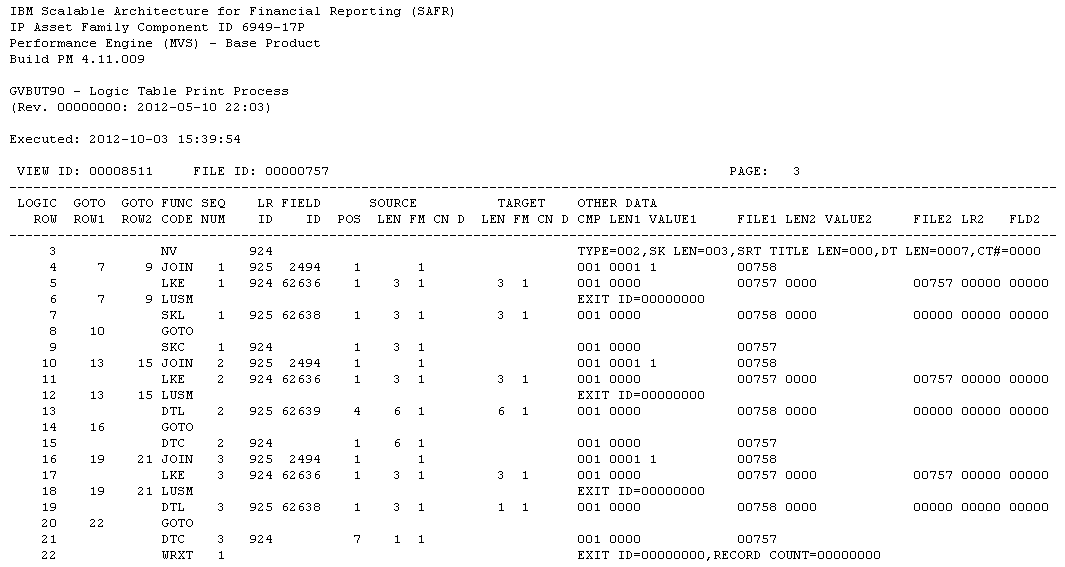 IBM Scalable Architecture for Financial Reporting (SAFR)
IP Asset Family Component ID 6949-17P
Performance Engine (MVS) - Base Product
Build PM 4.11.009
GVBUT90 - Logic Table Print Process
(Rev. 00000000: 2012-05-10 22:03)
Executed: 2012-10-03 15:39:54
VIEW ID: 00008511 FILE ID: 00000757 PAGE: 3
LOGIC GOTO GOTO FUNC SEQ LR FIELD SOURCE TARGET OTHER DATA
ROW ROW1 ROW2 CODE NUM ID ID POS LEN FM CN D LEN FM CN D CMP LEN1 VALUE1 FILE1 LEN2 VALUE2 FILE2 LR2 FLD2
3 NV 924 TYPE=002,SK LEN=003,SRT TITLE LEN=000,DT LEN=0007,CT#=0000
4 7 9 JOIN 1 925 2494 1 1 001 0001 1 00758
5 LKE 1 924 62636 1 3 1 3 1 001 0000 00757 0000 00757 00000 00000
6 7 9 LUSM EXIT ID=00000000
7 SKL 1 925 62638 1 3 1 3 1 001 0000 00758 0000 00000 00000 00000
8 10 GOTO
9 SKC 1 924 1 3 1 001 0000 00757
10 13 15 JOIN 2 925 2494 1 1 001 0001 1 00758
11 LKE 2 924 62636 1 3 1 3 1 001 0000 00757 0000 00757 00000 00000
12 13 15 LUSM EXIT ID=00000000
13 DTL 2 925 62639 4 6 1 6 1 001 0000 00758 0000 00000 00000 00000
14 16 GOTO
15 DTC 2 924 1 6 1 001 0000 00757
16 19 21 JOIN 3 925 2494 1 1 001 0001 1 00758
17 LKE 3 924 62636 1 3 1 3 1 001 0000 00757 0000 00757 00000 00000
18 19 21 LUSM EXIT ID=00000000
19 DTL 3 925 62638 1 3 1 1 1 001 0000 00758 0000 00000 00000 00000
20 22 GOTO
21 DTC 3 924 7 1 1 001 0000 00757
22 WRXT 1 EXIT ID=00000000,RECORD COUNT=00000000